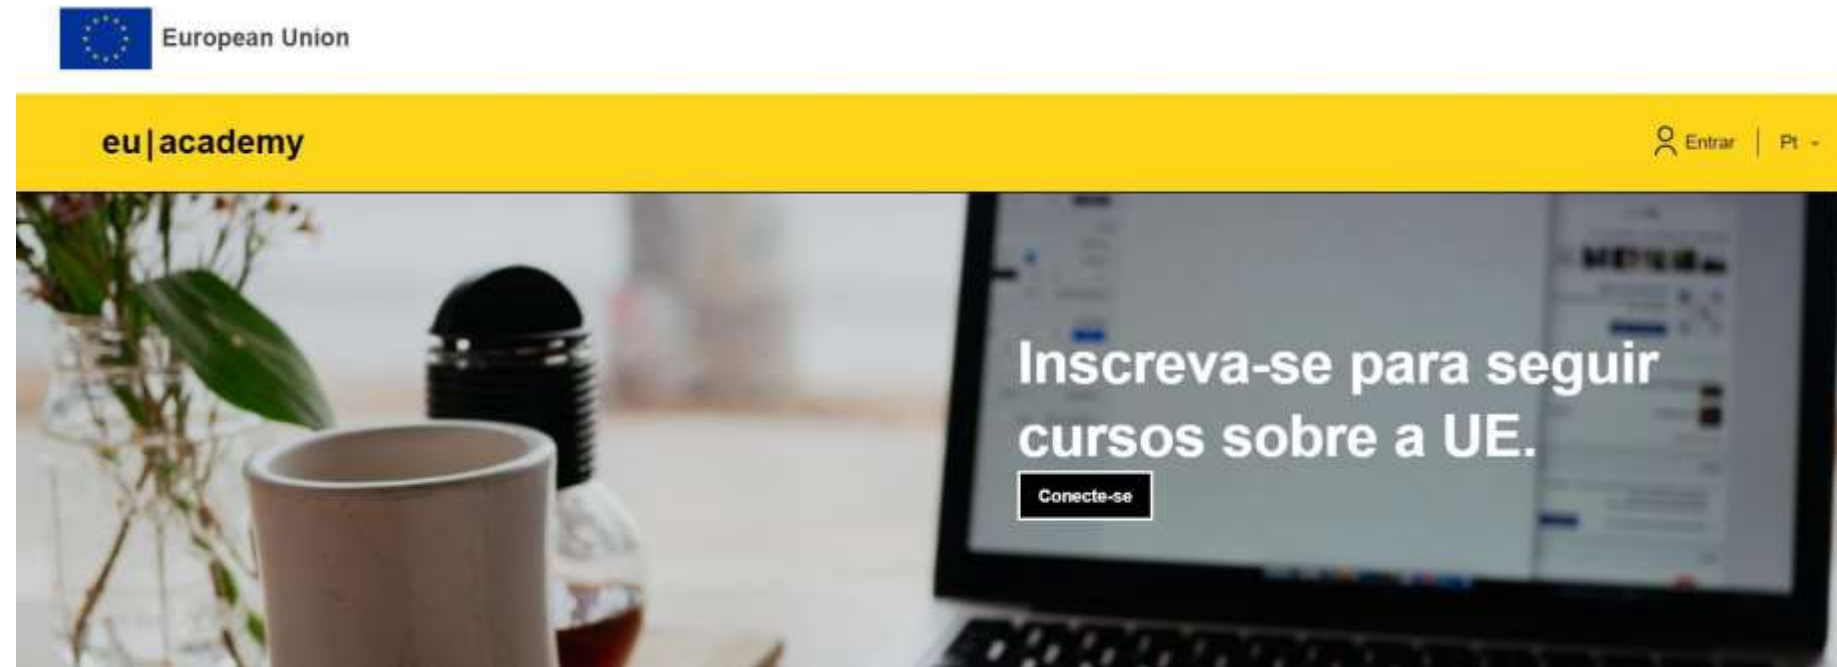 European Union
eu|academy
Entrar
Pt
Inscreva-se para seguir
cursos sobre a UE.
Conecte-se